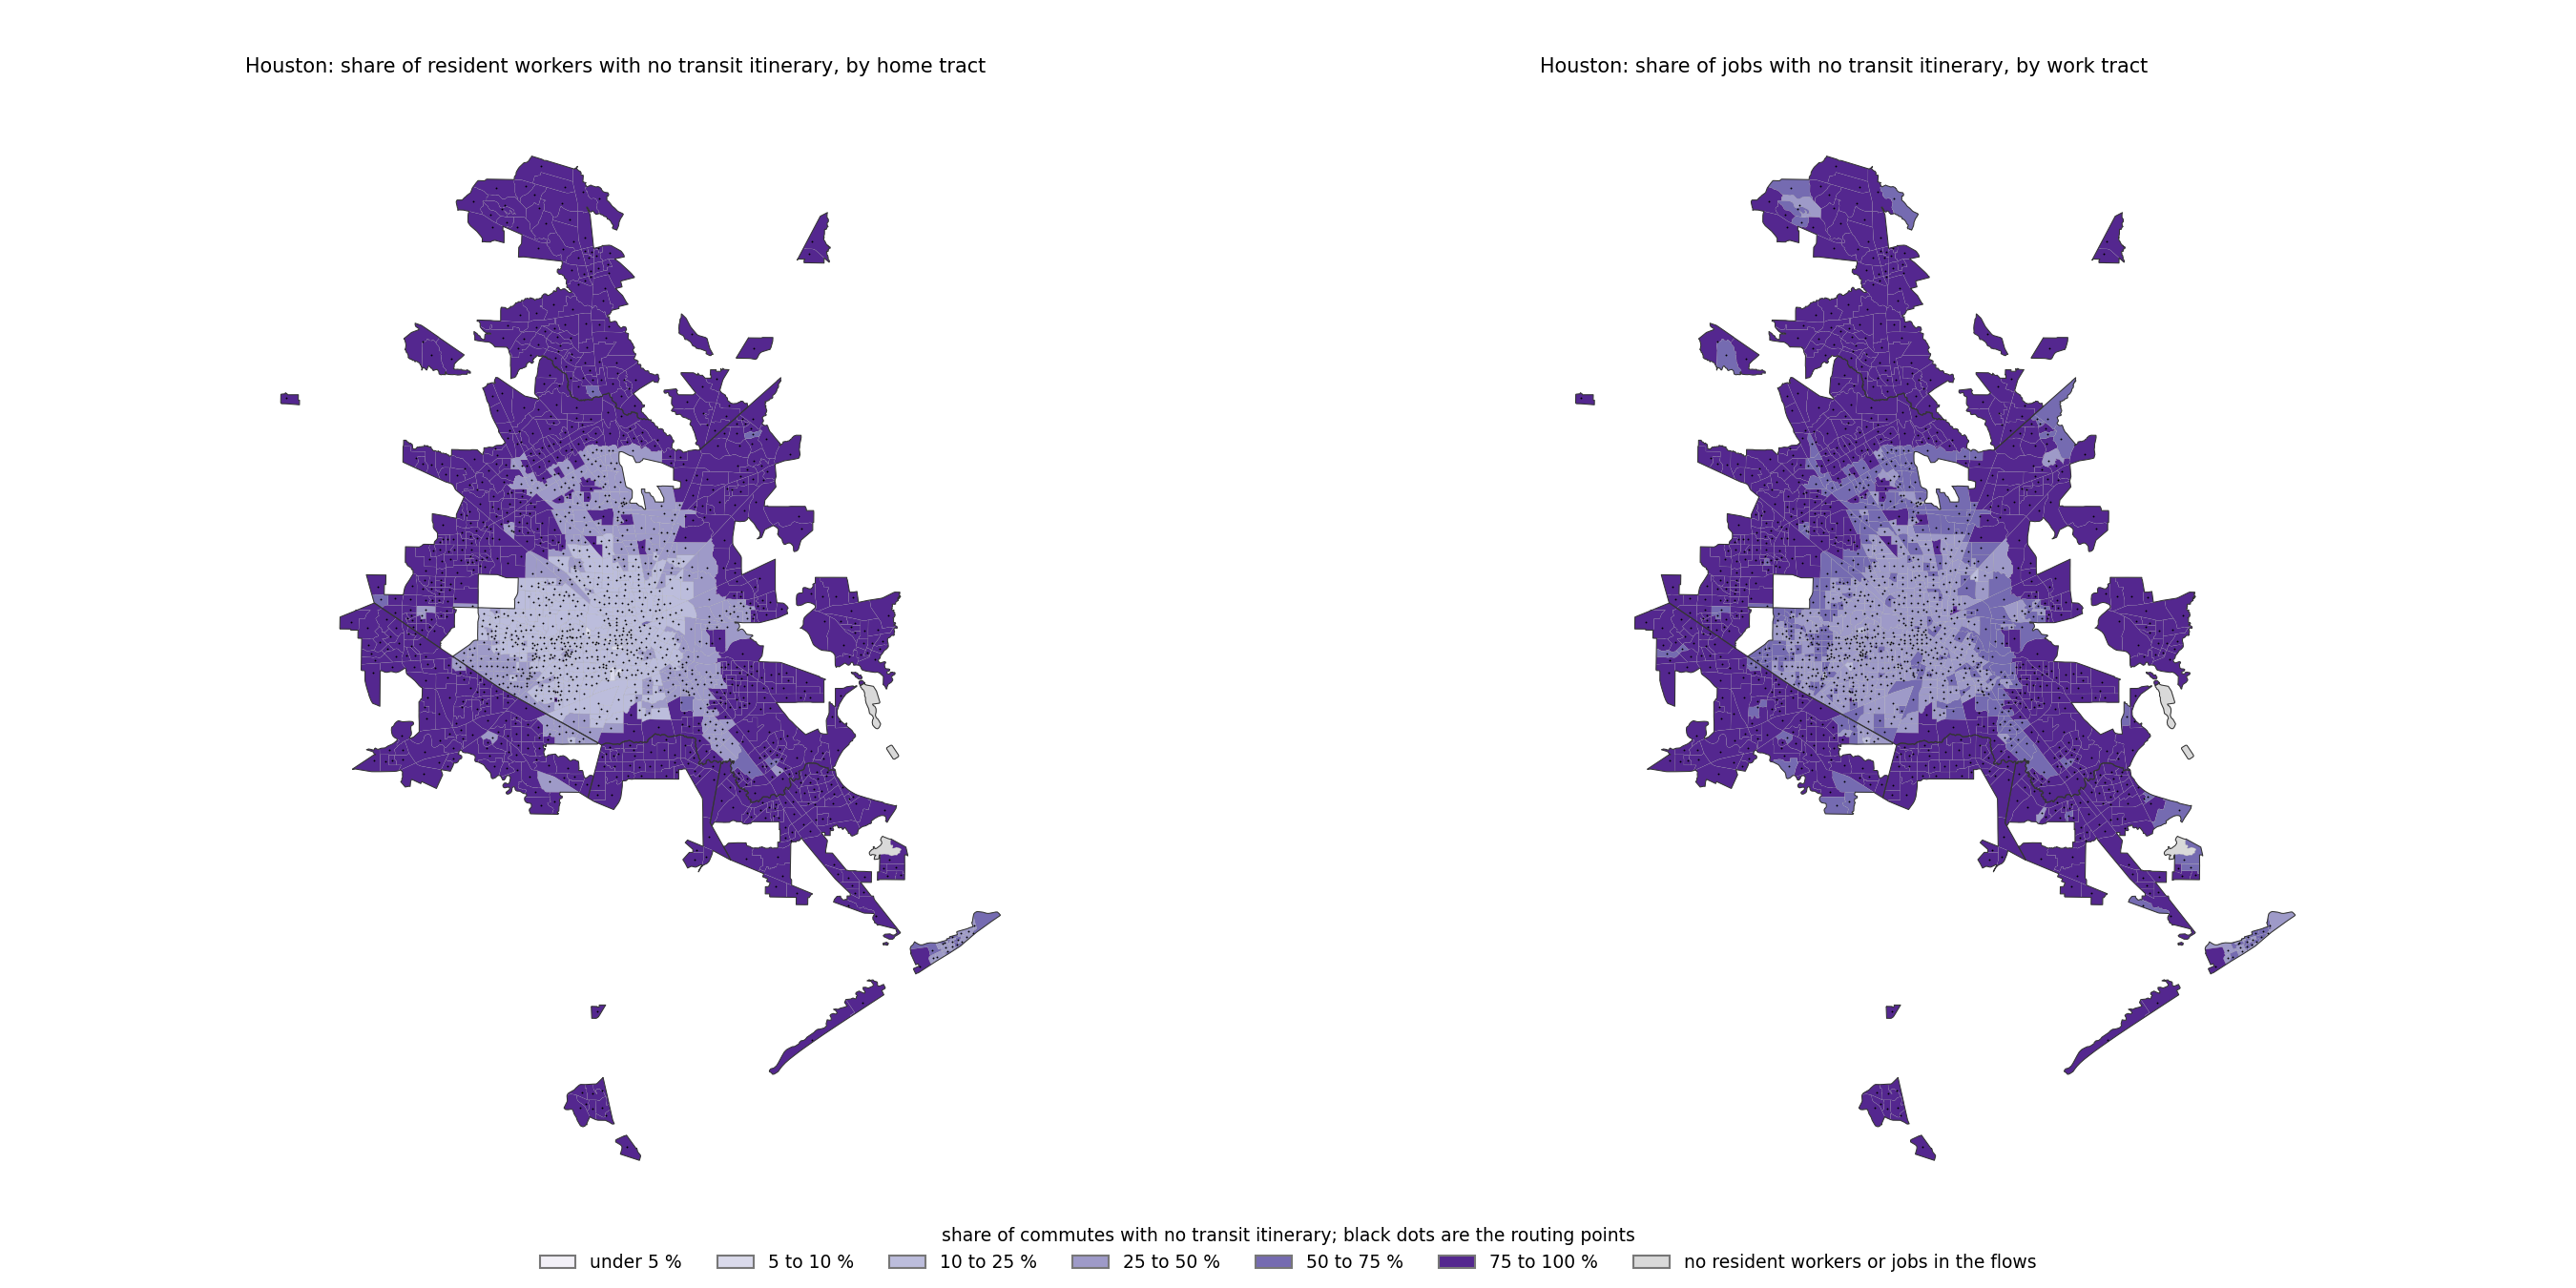 Houston: share of resident workers with no transit itinerary, by home tract
Houston: share of jobs with no transit itinerary, by work tract
share of commutes with no transit itinerary; black dots are the routing points
under 5 %
5 to 10 %
10 to 25 %
25 to 50 %
50 to 75 %
75 to 100 %
no resident workers or jobs in the flows